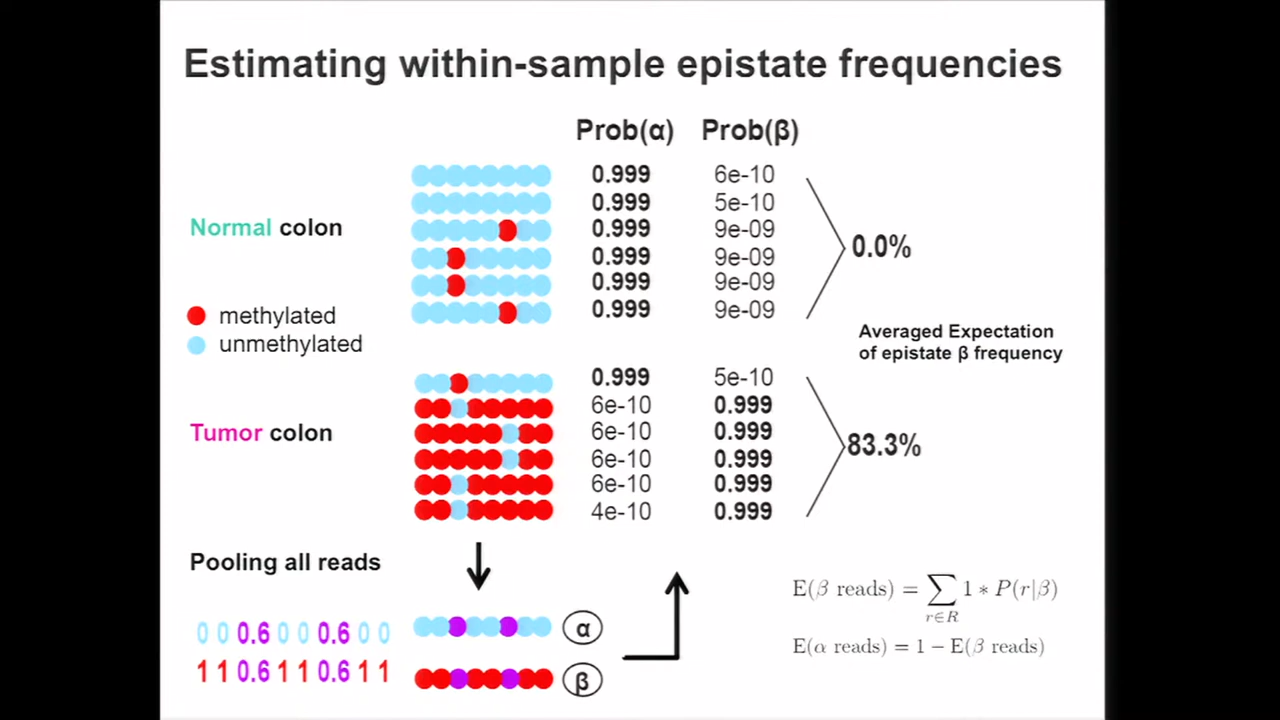 Estimating within-sample epistate frequencies
Prob(α) Prob(β)
0.999 6e-10
0.999 5e-10
Normal colon 0.999 9e-09
0.999 9e-09 0.0%
0.999 9e-09
0.999 9e-09
methylated
unmethylated
Averaged Expectation
of epistate β frequency
0.999 5e-10
6e-10 0.999
Tumor colon 6e-10 0.999
6e-10 0.999 83.3%
6e-10 0.999
4e-10 0.999
Pooling all reads
E(β reads) = ∑ 1 * P(r|β)
r∈R
E(α reads) = 1 − E(β reads)
0 0 0.6 0 0 0.6 0 0 α
1 1 0.6 1 1 0.6 1 1 β